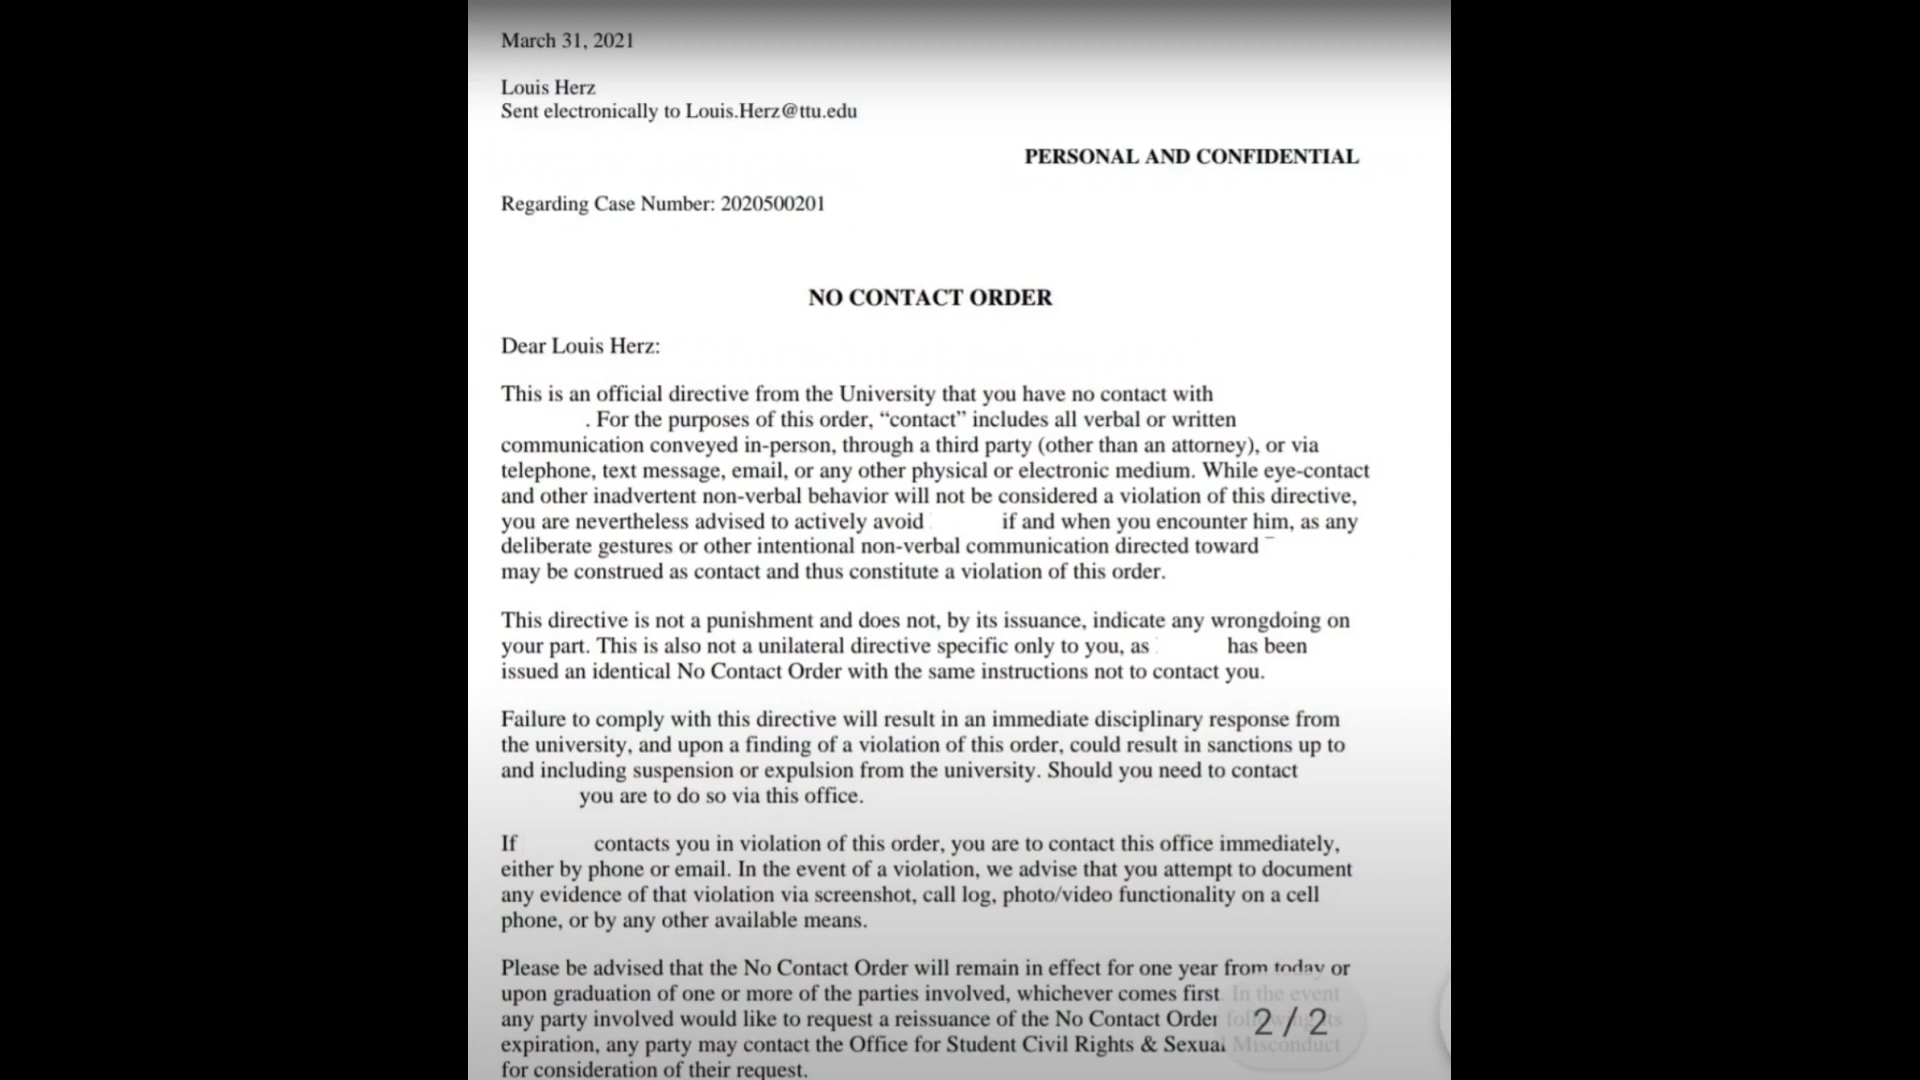 March 31, 2021
Louis Herz
Sent electronically to Louis.Herz@ttu.edu
PERSONAL AND CONFIDENTIAL
Regarding Case Number: 2020500201
NO CONTACT ORDER
Dear Louis Herz:
This is an official directive from the University that you have no contact with
. For the purposes of this order, “contact” includes all verbal or written
communication conveyed in-person, through a third party (other than an attorney), or via
telephone, text message, email, or any other physical or electronic medium. While eye-contact
and other inadvertent non-verbal behavior will not be considered a violation of this directive,
you are nevertheless advised to actively avoid if and when you encounter him, as any
deliberate gestures or other intentional non-verbal communication directed toward
may be construed as contact and thus constitute a violation of this order.
This directive is not a punishment and does not, by its issuance, indicate any wrongdoing on
your part. This is also not a unilateral directive specific only to you, as has been
issued an identical No Contact Order with the same instructions not to contact you.
Failure to comply with this directive will result in an immediate disciplinary response from
the university, and upon a finding of a violation of this order, could result in sanctions up to
and including suspension or expulsion from the university. Should you need to contact
you are to do so via this office.
If contacts you in violation of this order, you are to contact this office immediately,
either by phone or email. In the event of a violation, we advise that you attempt to document
any evidence of that violation via screenshot, call log, photo/video functionality on a cell
phone, or by any other available means.
Please be advised that the No Contact Order will remain in effect for one year from today or
upon graduation of one or more of the parties involved, whichever comes first. In the event
any party involved would like to request a reissuance of the No Contact Order following its
expiration, any party may contact the Office for Student Civil Rights & Sexual Misconduct
for consideration of their request.
2/2